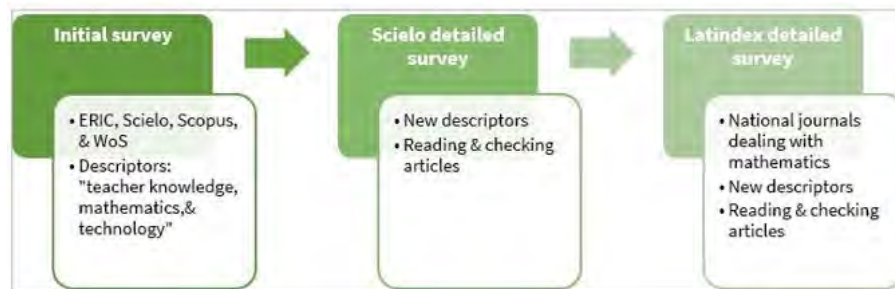 Initial survey
• ERIC, Scielo, Scopus,
& WoS
• Descriptors:
"teacher knowledge,
mathematics,&
technology"
Scielo detailed
survey
• New descriptors
• Reading & checking
articles
Latindex detailed
survey
• National journals
dealing with
mathematics
• New descriptors
• Reading & checking
articles